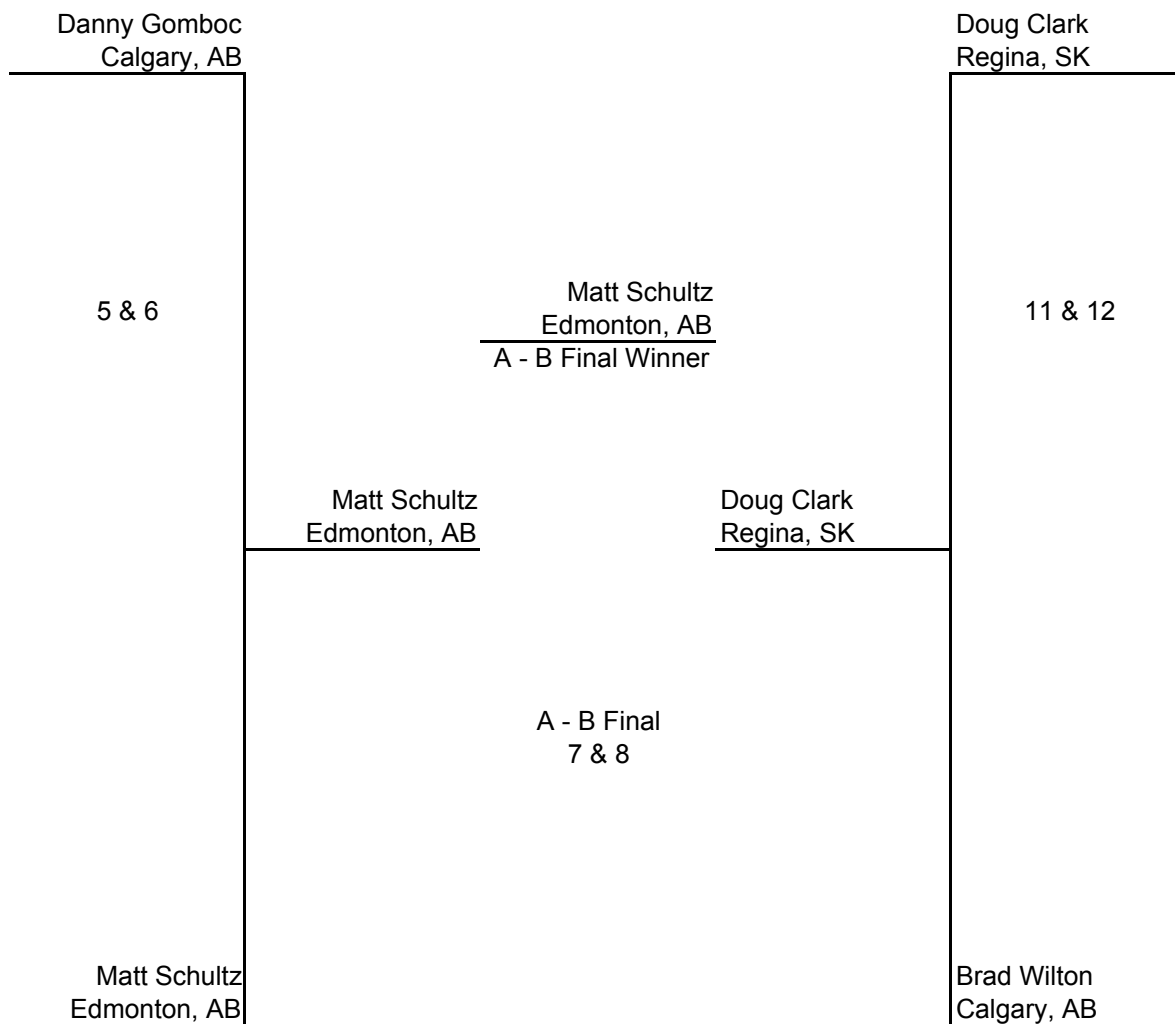 Danny Gomboc
Calgary, AB
Doug Clark
Regina, SK
5 & 6
Matt Schultz
Edmonton, AB
A - B Final Winner
11 & 12
Matt Schultz
Edmonton, AB
Doug Clark
Regina, SK
A - B Final
7 & 8
Matt Schultz
Edmonton, AB
Brad Wilton
Calgary, AB